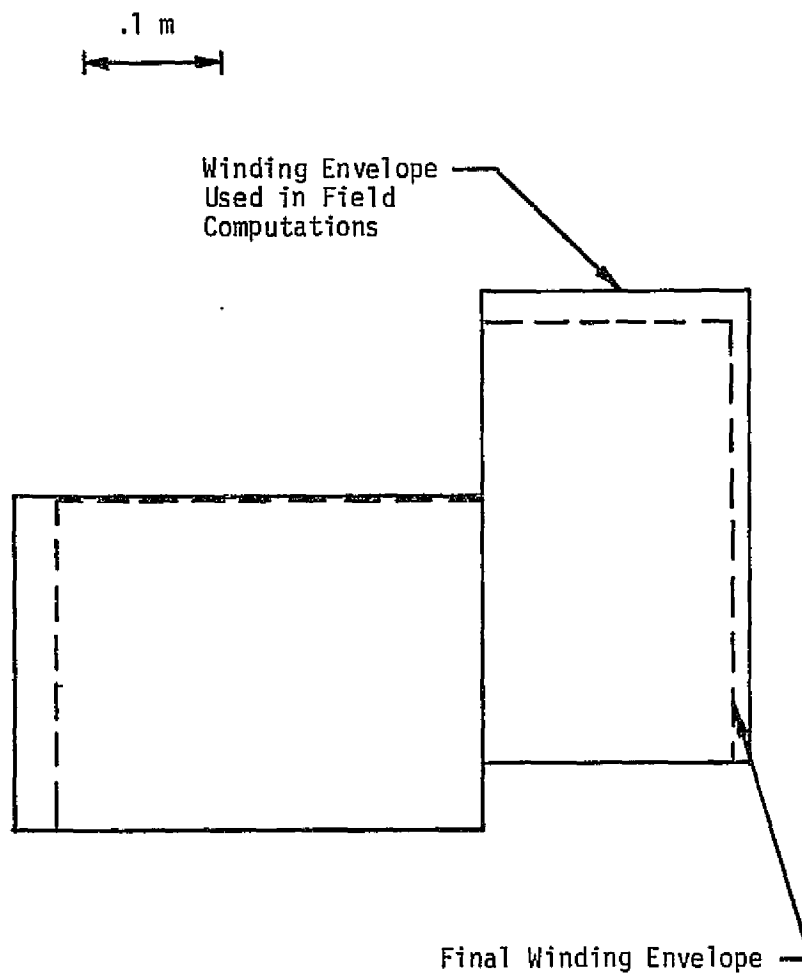 .1 m
Winding Envelope
Used in Field
Computations
Final Winding Envelope